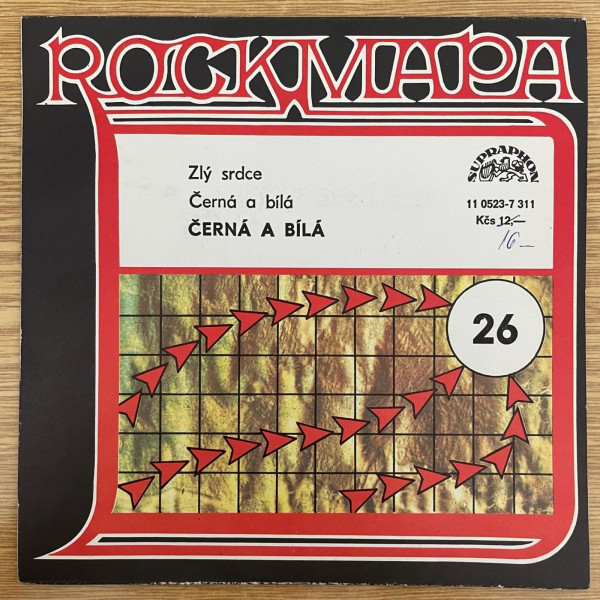 ROCKMAPA
Zlý srdce
Černá a bílá
ČERNÁ A BÍLÁ
SUPRAPHON
11 0523-7 311
Kčs 12,–
16–
26